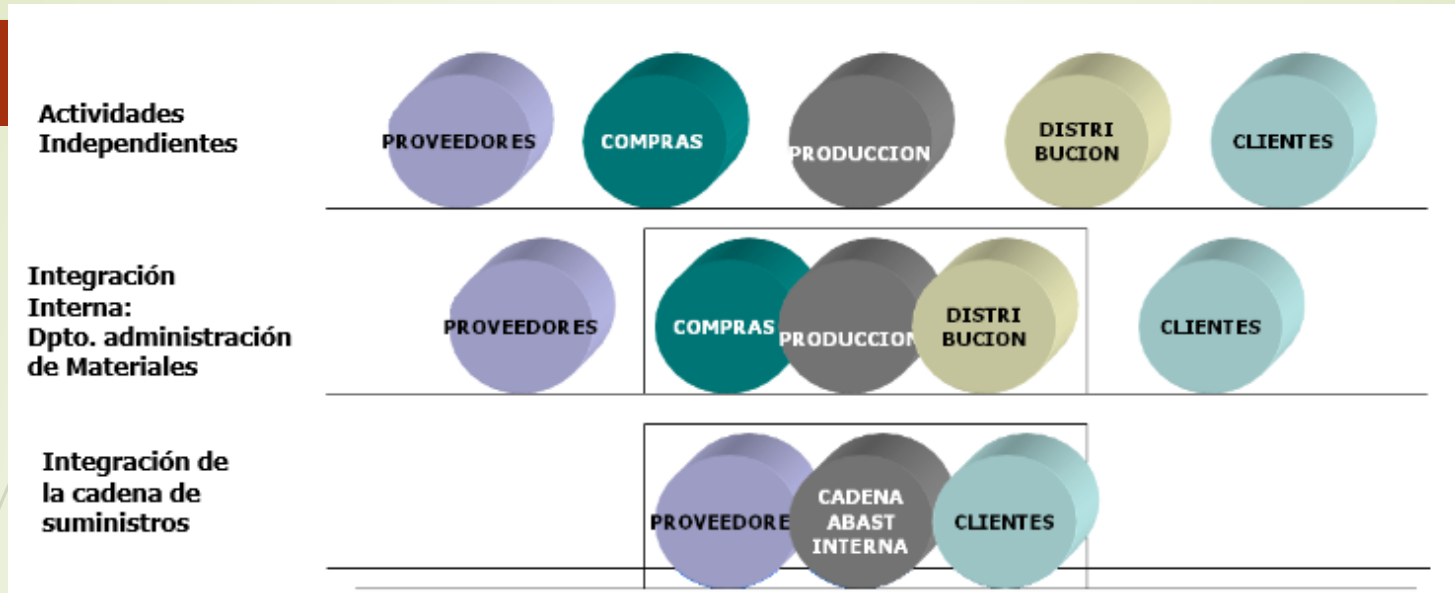 Actividades
Independientes
PROVEEDORES
COMPRAS
PRODUCCION
DISTRI
BUCION
CLIENTES
Integración
Interna:
Dpto. administración
de Materiales
PROVEEDORES
COMPRAS
PRODUCCION
DISTRI
BUCION
CLIENTES
Integración de
la cadena de
suministros
PROVEEDORE
CADENA
ABAST
INTERNA
CLIENTES